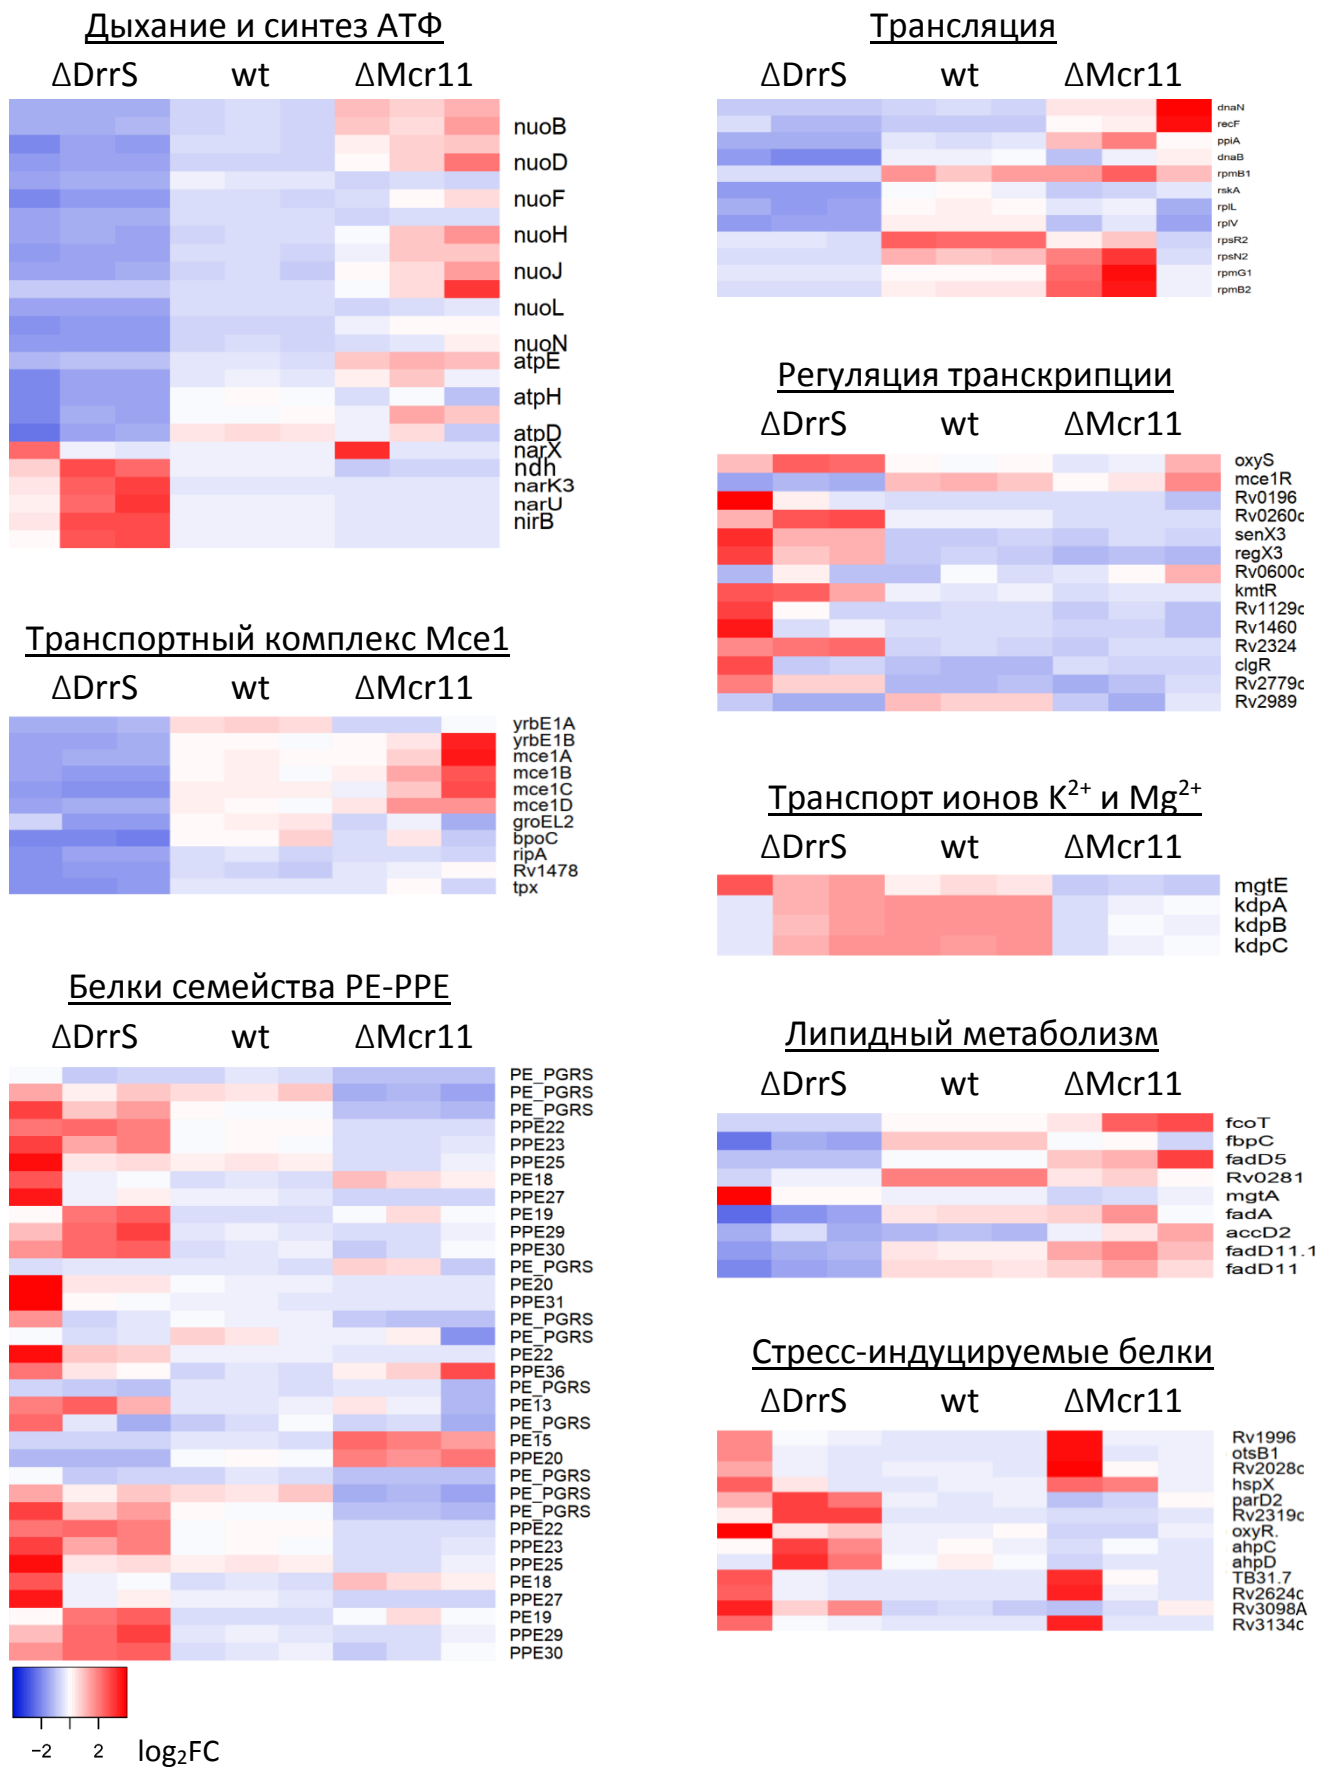 Дыхание и синтез АТФ
ΔDrrS wt ΔMcr11
nuoB
nuoD
nuoF
nuoH
nuoJ
nuoL
nuoN
atpE
atpH
atpD
narX
ndh
narK3
narU
nirB
Транспортный комплекс Mce1
ΔDrrS wt ΔMcr11
yrbE1A
yrbE1B
mce1A
mce1B
mce1C
mce1D
groEL2
bpoC
ripA
Rv1478
tpx
Белки семейства PE-PPE
ΔDrrS wt ΔMcr11
PE_PGRS
PE_PGRS
PE_PGRS
PPE22
PPE23
PPE25
PE18
PPE27
PE19
PPE29
PPE30
PE_PGRS
PE20
PPE31
PE_PGRS
PE_PGRS
PE22
PPE36
PE_PGRS
PE13
PE_PGRS
PE15
PPE20
PE_PGRS
PE_PGRS
PE_PGRS
PPE22
PPE23
PPE25
PE18
PPE27
PE19
PPE29
PPE30
−2 2 log₂FC
Трансляция
ΔDrrS wt ΔMcr11
dnaN
recF
ppiA
dnaB
rpmB1
rskA
rplL
rplV
rpsR2
rpsN2
rpmG1
rpmB2
Регуляция транскрипции
ΔDrrS wt ΔMcr11
oxyS
mce1R
Rv0196
Rv0260c
senX3
regX3
Rv0600c
kmtR
Rv1129c
Rv1460
Rv2324
clgR
Rv2779c
Rv2989
Транспорт ионов K²⁺ и Mg²⁺
ΔDrrS wt ΔMcr11
mgtE
kdpA
kdpB
kdpC
Липидный метаболизм
ΔDrrS wt ΔMcr11
fcoT
fbpC
fadD5
Rv0281
mgtA
fadA
accD2
fadD11.1
fadD11
Стресс-индуцируемые белки
ΔDrrS wt ΔMcr11
Rv1996
otsB1
Rv2028c
hspX
parD2
Rv2319c
oxyR.
ahpC
ahpD
TB31.7
Rv2624c
Rv3098A
Rv3134c